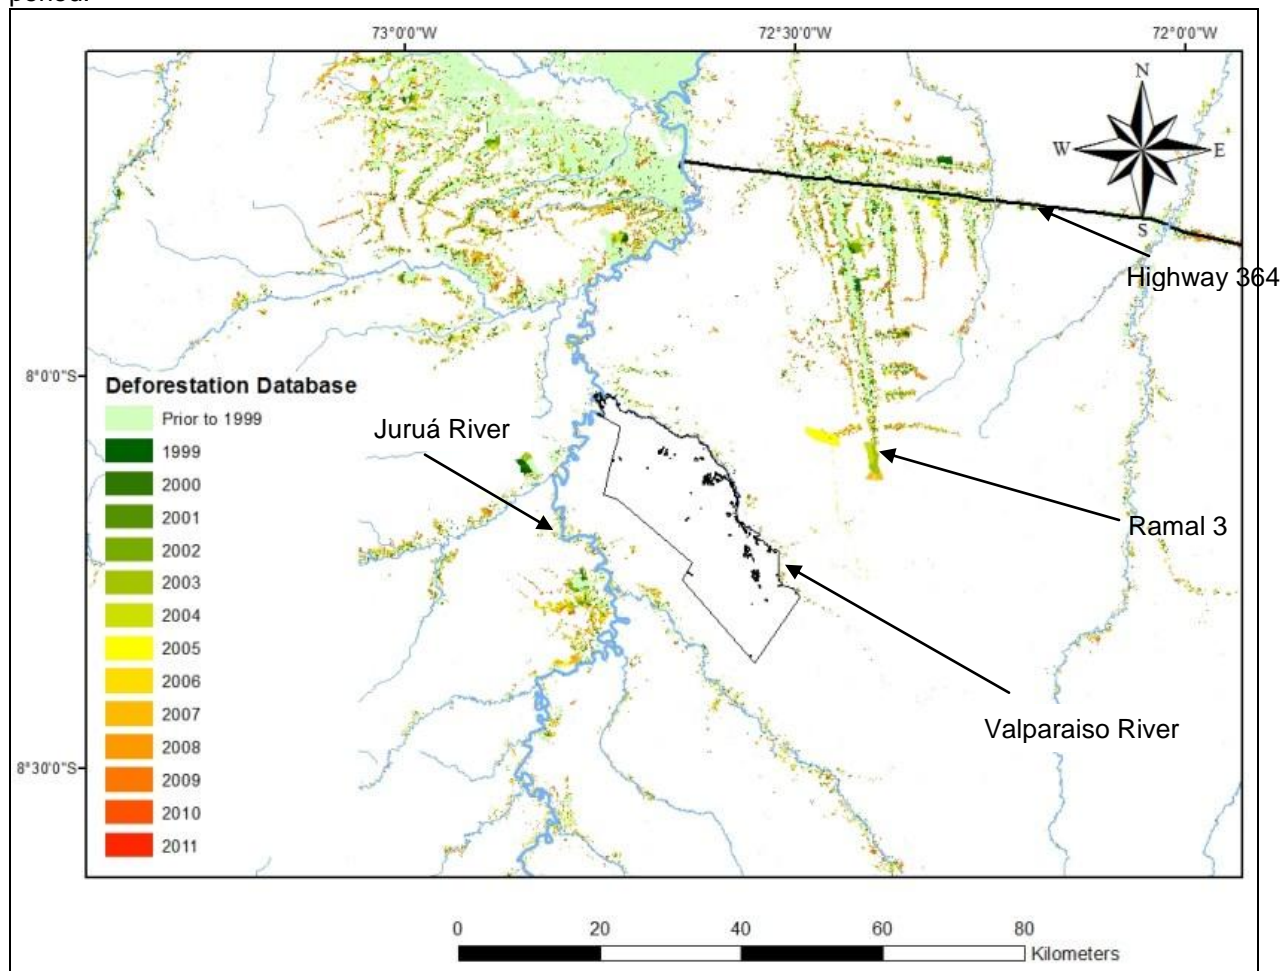 73°0'0"W 72°30'0"W 72°0'0"W
N
W E
S
Highway 364
8°0'0"S
Deforestation Database
Prior to 1999
1999
2000
2001
2002
2003
2004
2005
2006
2007
2008
2009
2010
2011
Juruá River
Ramal 3
Valparaiso River
8°30'0"S
0 20 40 60 80
Kilometers